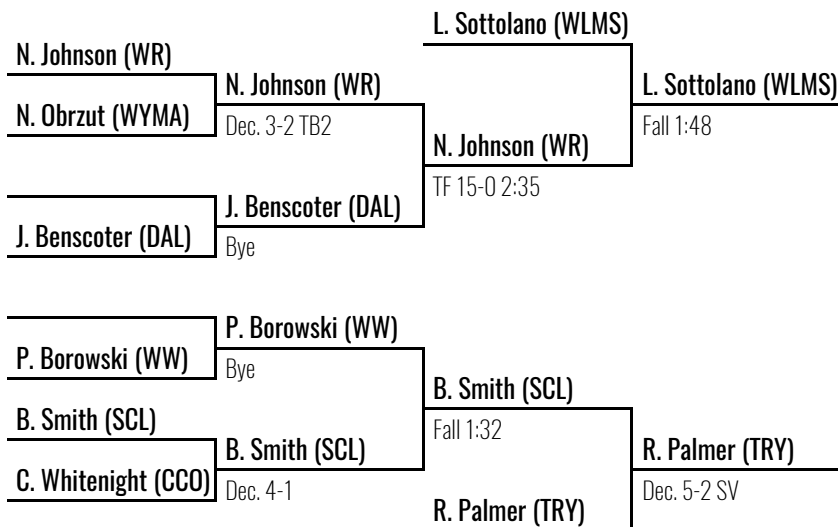 L. Sottolano (WLMS)
N. Johnson (WR)
N. Johnson (WR)
L. Sottolano (WLMS)
N. Obrzut (WYMA)
Dec. 3-2 TB2
Fall 1:48
N. Johnson (WR)
TF 15-0 2:35
J. Benscoter (DAL)
J. Benscoter (DAL)
Bye
P. Borowski (WW)
P. Borowski (WW)
Bye
B. Smith (SCL)
B. Smith (SCL)
Fall 1:32
B. Smith (SCL)
R. Palmer (TRY)
C. Whitenight (CCO)
Dec. 4-1
Dec. 5-2 SV
R. Palmer (TRY)